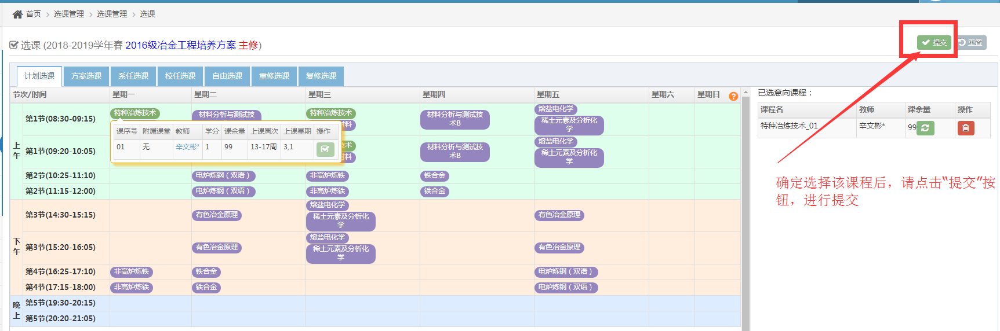 首页 > 选课管理 > 选课管理 > 选课
选课 (2018-2019学年春 2016级冶金工程培养方案 主修)
提交 重置
计划选课 方案选课 系任选课 校任选课 自由选课 重修选课 复修选课
节次/时间 星期一 星期二 星期三 星期四 星期五 星期六 星期日
上午
第1节(08:30-09:15)
特种冶炼技术
材料分析与测试技
特种冶炼技术
材料
材料分析与测试技
术B
熔盐电化学
稀土元素及分析化
学
课序号 附属课堂 教师 学分 课余量 上课周次 上课星期 操作
01 无 辛文彬* 1 99 13-17周 3,1
第1节(09:20-10:05)
技术
材料
材料分析与测试技
术B
熔盐电化学
稀土元素及分析化
学
第2节(10:25-11:10) 电炉炼钢（双语） 非高炉炼铁 铁合金
第2节(11:15-12:00) 电炉炼钢（双语） 非高炉炼铁 铁合金
下午
第3节(14:30-15:15)
有色冶金原理
熔盐电化学
稀土元素及分析化
学
有色冶金原理
第3节(15:20-16:05)
有色冶金原理
熔盐电化学
稀土元素及分析化
学
有色冶金原理
第4节(16:25-17:10) 非高炉炼铁 铁合金 电炉炼钢（双语）
第4节(17:15-18:00) 非高炉炼铁 铁合金 电炉炼钢（双语）
晚上
第5节(19:30-20:15)
第5节(20:20-21:05)
已选意向课程：
课程名 教师 课余量 操作
特种冶炼技术_01 辛文彬* 99
确定选择该课程后，请点击“提交”按
钮，进行提交